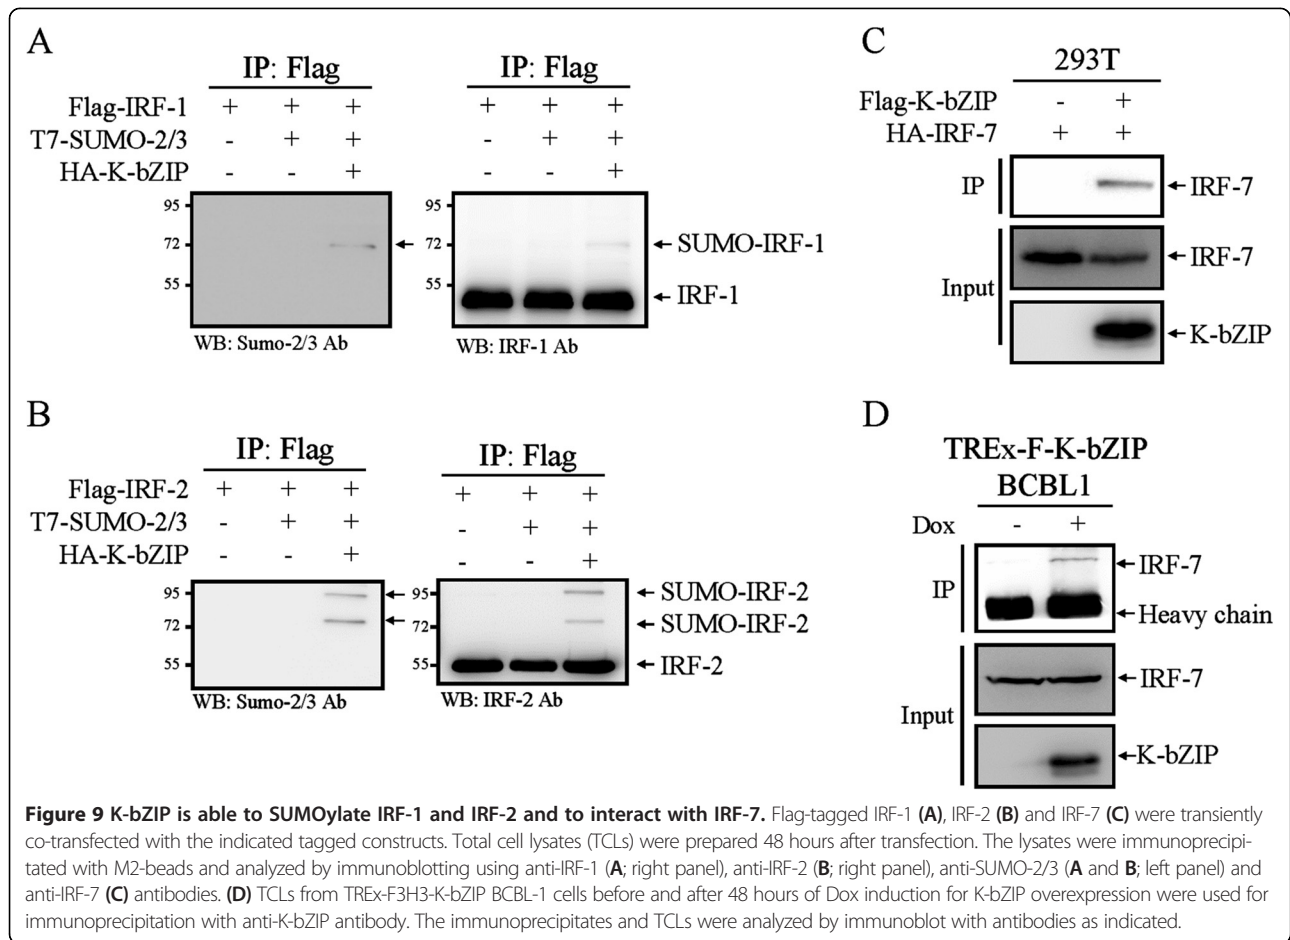 A
IP: Flag
IP: Flag
Flag-IRF-1 + + + + + +
T7-SUMO-2/3 - + + - + +
HA-K-bZIP - - + - - +
95
72
55
95
72
55
SUMO-IRF-1
IRF-1
WB: Sumo-2/3 Ab
WB: IRF-1 Ab
B
IP: Flag
IP: Flag
Flag-IRF-2 + + + + + +
T7-SUMO-2/3 - + + - + +
HA-K-bZIP - - + - - +
95
72
55
95
72
55
SUMO-IRF-2
SUMO-IRF-2
IRF-2
WB: Sumo-2/3 Ab
WB: IRF-2 Ab
C
293T
Flag-K-bZIP - +
HA-IRF-7 + +
IP
IRF-7
Input
IRF-7
K-bZIP
D
TREx-F-K-bZIP
BCBL1
Dox - +
IP
IRF-7
Heavy chain
Input
IRF-7
K-bZIP
Figure 9 K-bZIP is able to SUMOylate IRF-1 and IRF-2 and to interact with IRF-7. Flag-tagged IRF-1 (A), IRF-2 (B) and IRF-7 (C) were transiently
co-transfected with the indicated tagged constructs. Total cell lysates (TCLs) were prepared 48 hours after transfection. The lysates were immunoprecipi-
tated with M2-beads and analyzed by immunoblotting using anti-IRF-1 (A; right panel), anti-IRF-2 (B; right panel), anti-SUMO-2/3 (A and B; left panel) and
anti-IRF-7 (C) antibodies. (D) TCLs from TREx-F3H3-K-bZIP BCBL-1 cells before and after 48 hours of Dox induction for K-bZIP overexpression were used for
immunoprecipitation with anti-K-bZIP antibody. The immunoprecipitates and TCLs were analyzed by immunoblot with antibodies as indicated.